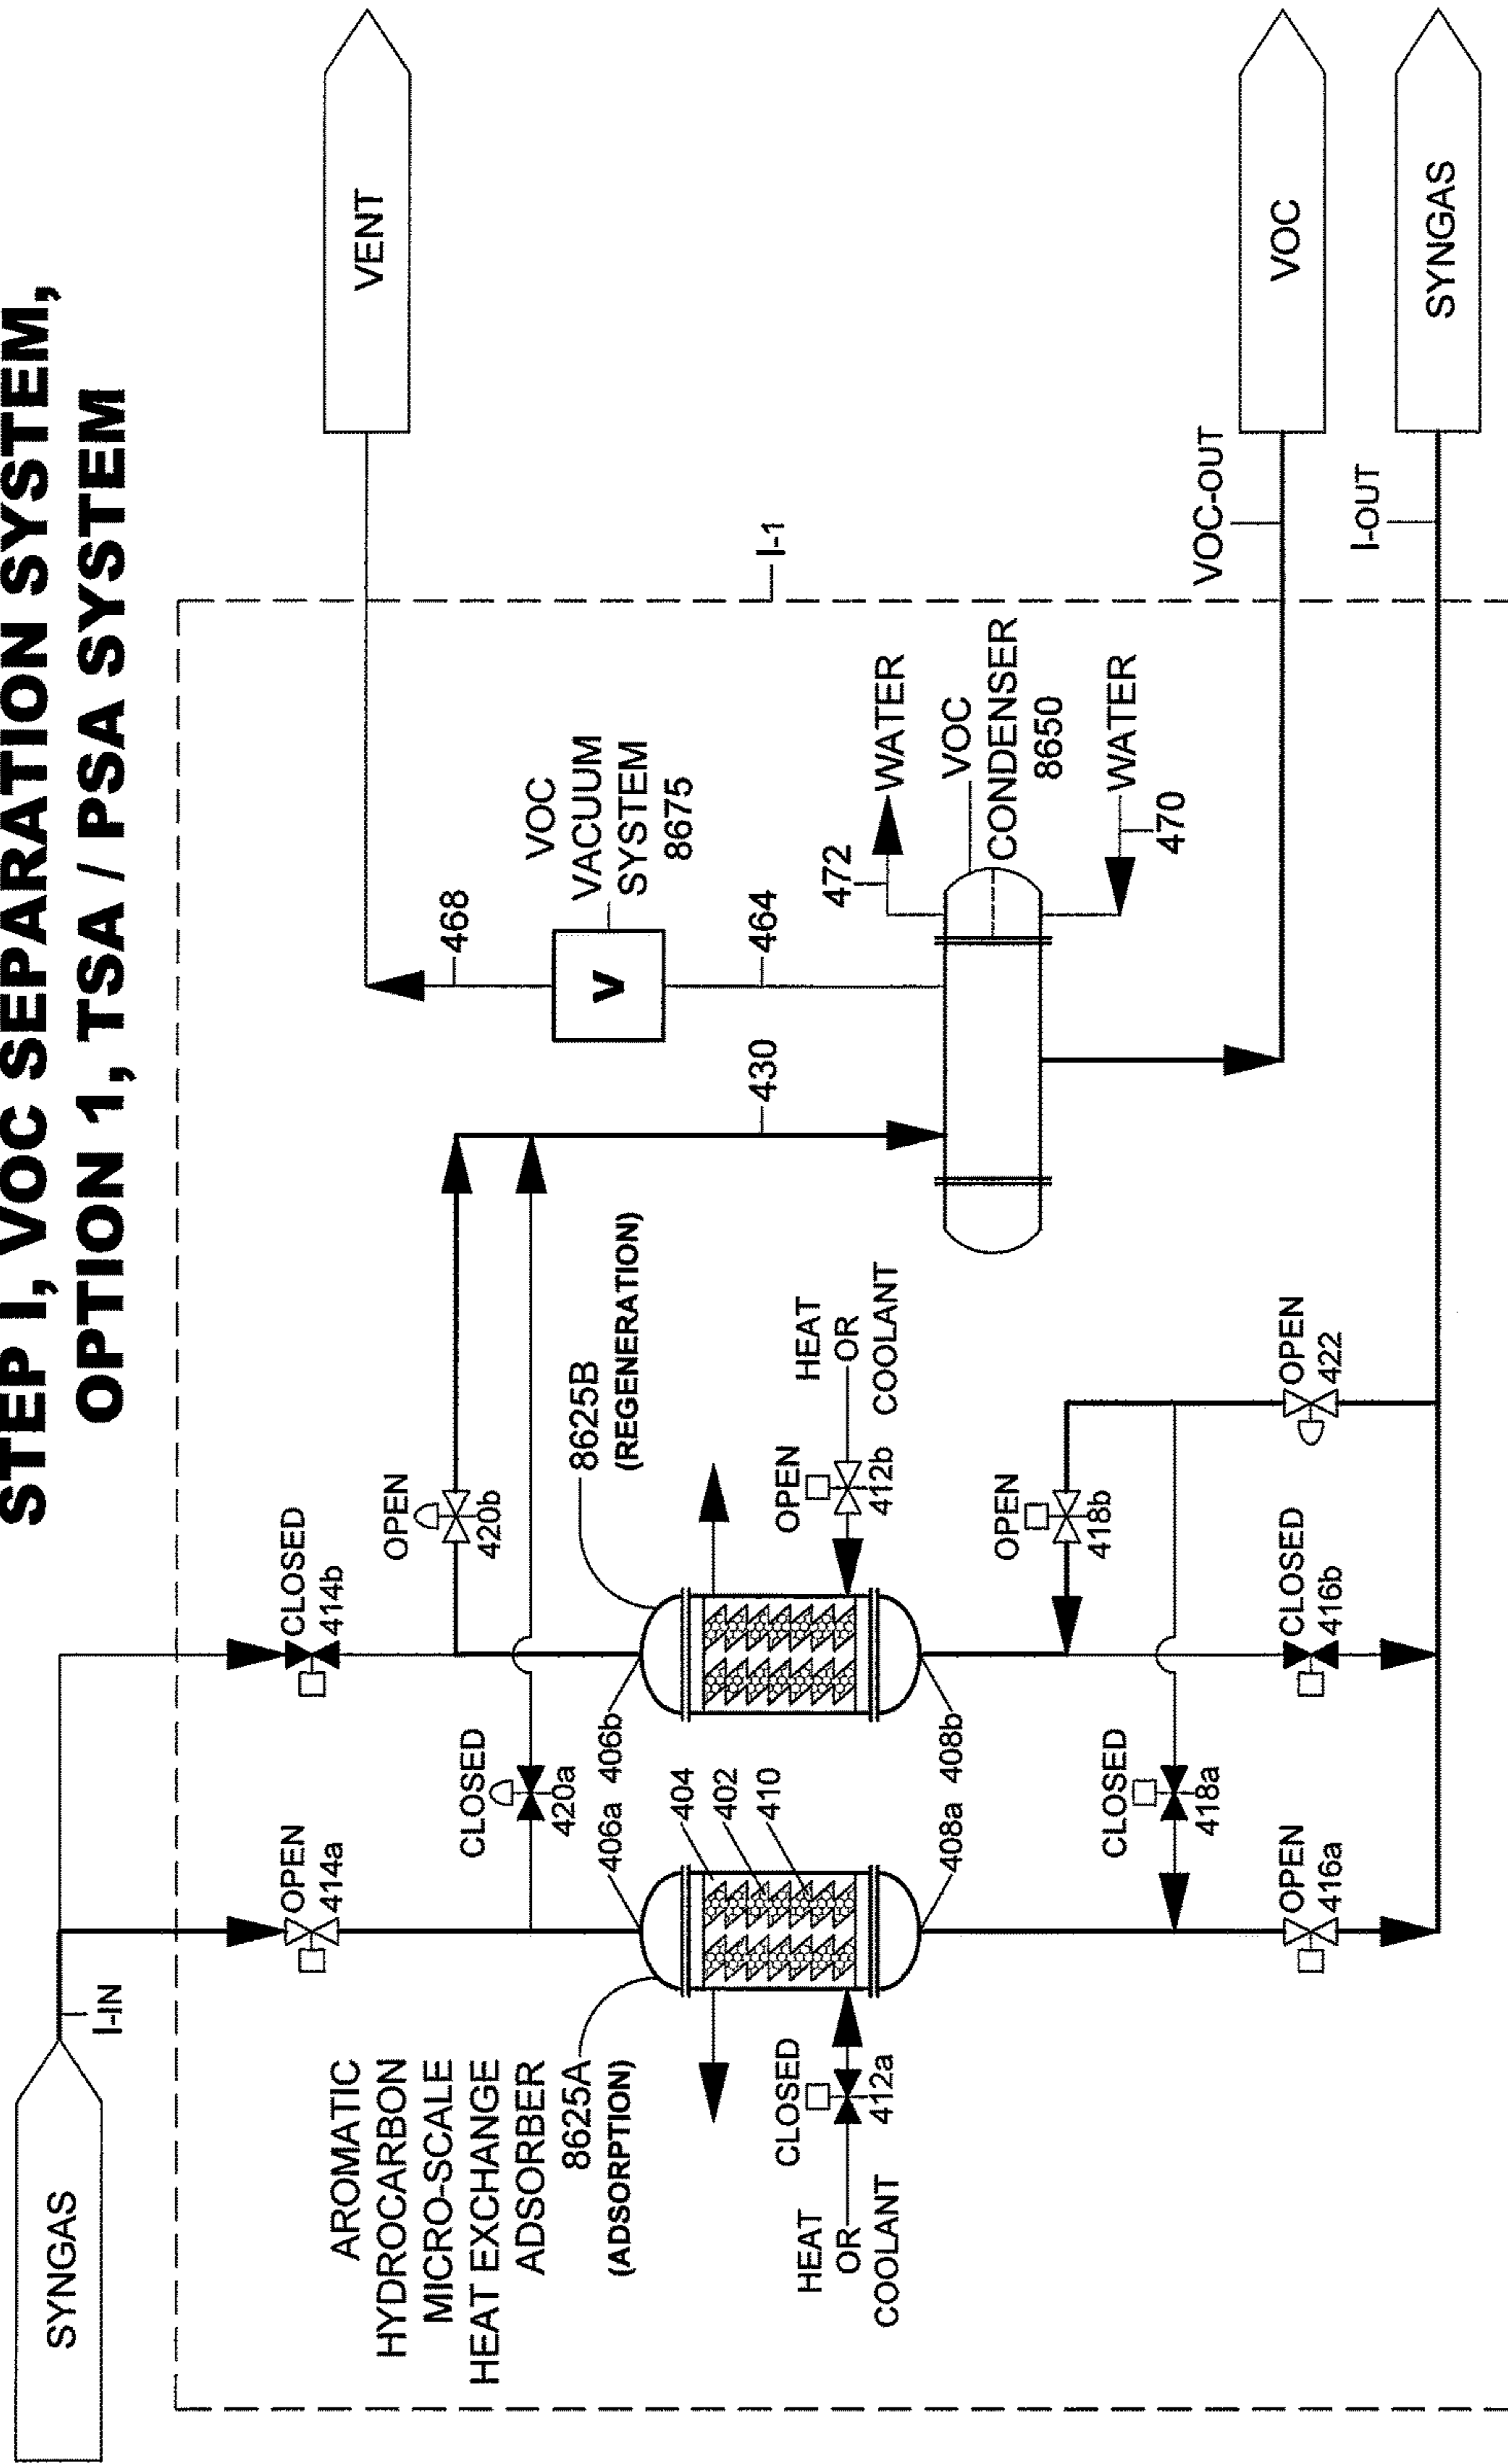 STEP I, VOC SEPARATION SYSTEM,
OPTION 1, TSA / PSA SYSTEM
SYNGAS
I-IN
VENT
OPEN
414a
CLOSED
414b
AROMATIC
HYDROCARBON
MICRO-SCALE
HEAT EXCHANGE
ADSORBER
8625A
(ADSORPTION)
CLOSED
420a
OPEN
420b
406a
406b
404
402
410
8625B
(REGENERATION)
430
468
VOC
VACUUM
SYSTEM
8675
V
464
472
WATER
VOC
CONDENSER
8650
WATER
470
I-1
HEAT
OR
COOLANT
CLOSED
412a
OPEN
412b
HEAT
OR
COOLANT
408a
408b
CLOSED
418a
OPEN
418b
OPEN
416a
CLOSED
416b
OPEN
422
VOC-OUT
VOC
I-OUT
SYNGAS